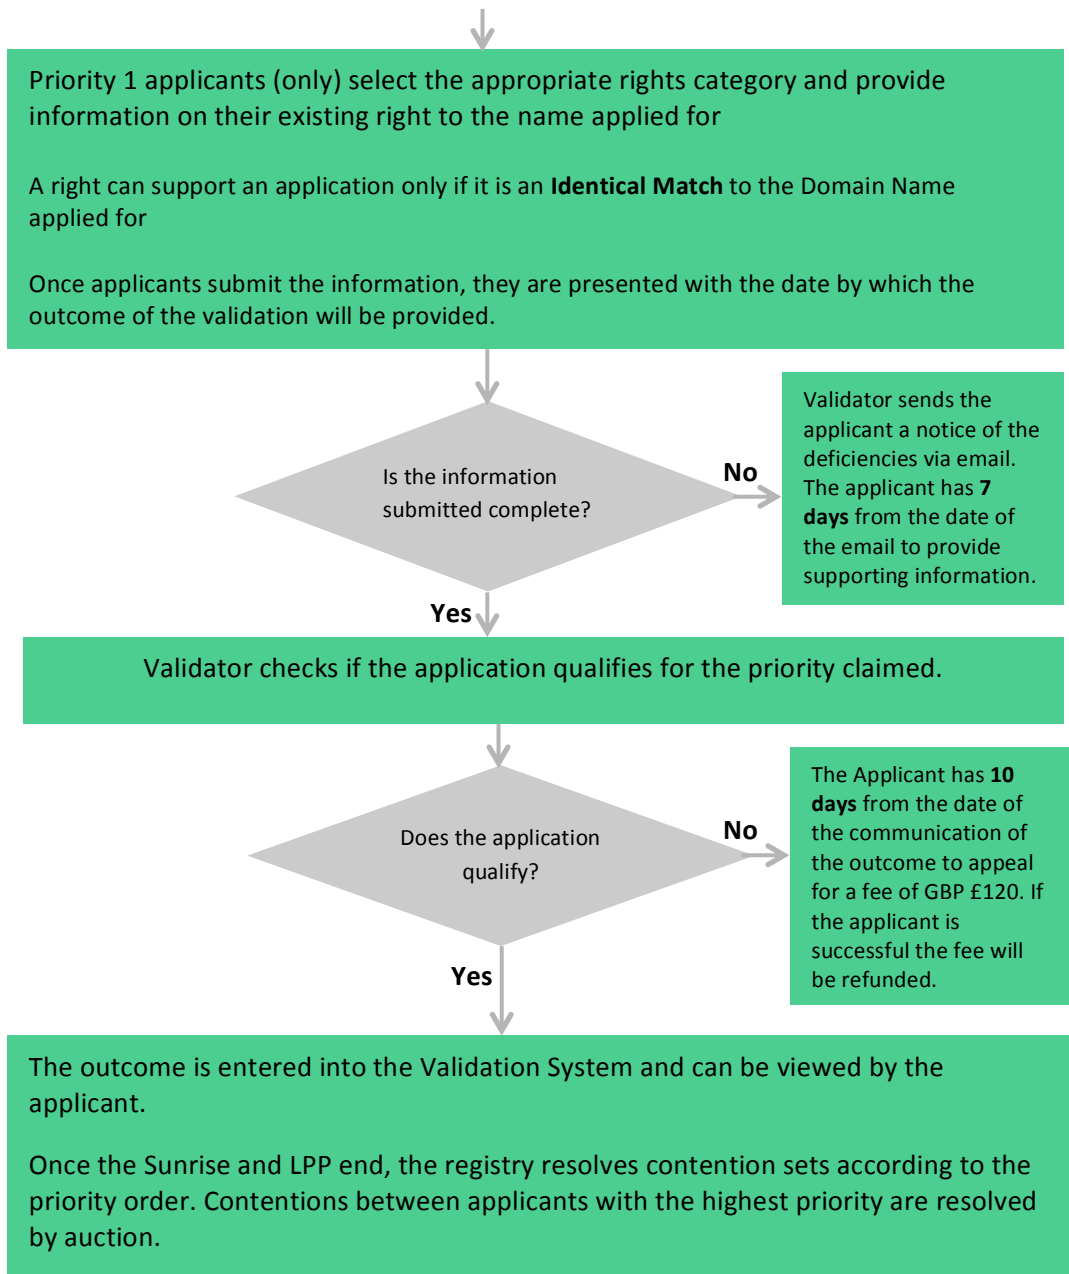 Priority 1 applicants (only) select the appropriate rights category and provide
information on their existing right to the name applied for
A right can support an application only if it is an Identical Match to the Domain Name
applied for
Once applicants submit the information, they are presented with the date by which the
outcome of the validation will be provided.
Is the information
submitted complete?
No
Validator sends the
applicant a notice of the
deficiencies via email.
The applicant has 7
days from the date of
the email to provide
supporting information.
Yes
Validator checks if the application qualifies for the priority claimed.
Does the application
qualify?
No
The Applicant has 10
days from the date of
the communication of
the outcome to appeal
for a fee of GBP £120. If
the applicant is
successful the fee will
be refunded.
Yes
The outcome is entered into the Validation System and can be viewed by the
applicant.
Once the Sunrise and LPP end, the registry resolves contention sets according to the
priority order. Contentions between applicants with the highest priority are resolved
by auction.